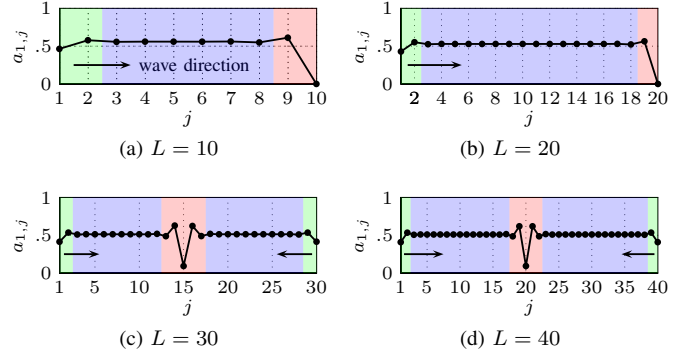 1
.5
0
a1,j
wave direction
1 2 3 4 5 6 7 8 9 10
j
(a) L = 10
1
.5
0
a1,j
1 2 4 6 8 10 12 14 16 18 20
j
(b) L = 20
1
.5
0
a1,j
1 5 10 15 20 25 30
j
(c) L = 30
1
.5
0
a1,j
1 5 10 15 20 25 30 35 40
j
(d) L = 40